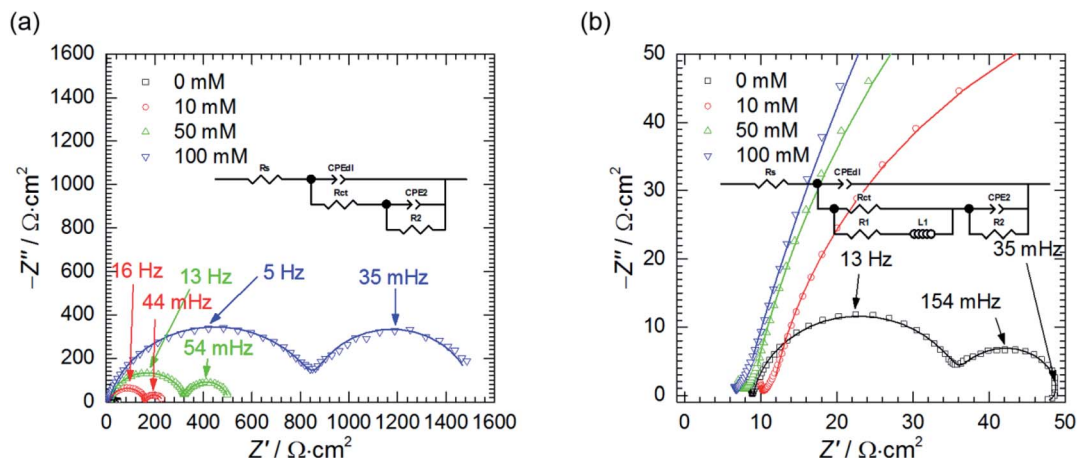 (a)
1600
1400
1200
1000
800
600
400
200
0
−Z″ / Ω·cm²
0 mM
10 mM
50 mM
100 mM
Rs
CPEdl
Rct
CPE2
R2
16 Hz
13 Hz
44 mHz
54 mHz
5 Hz
35 mHz
0 200 400 600 800 1000 1200 1400 1600
Z′ / Ω·cm²
(b)
50
40
30
20
10
0
−Z″ / Ω·cm²
0 mM
10 mM
50 mM
100 mM
Rs
CPEdl
Rct
CPE2
R1
L1
R2
13 Hz
35 mHz
154 mHz
0 10 20 30 40 50
Z′ / Ω·cm²